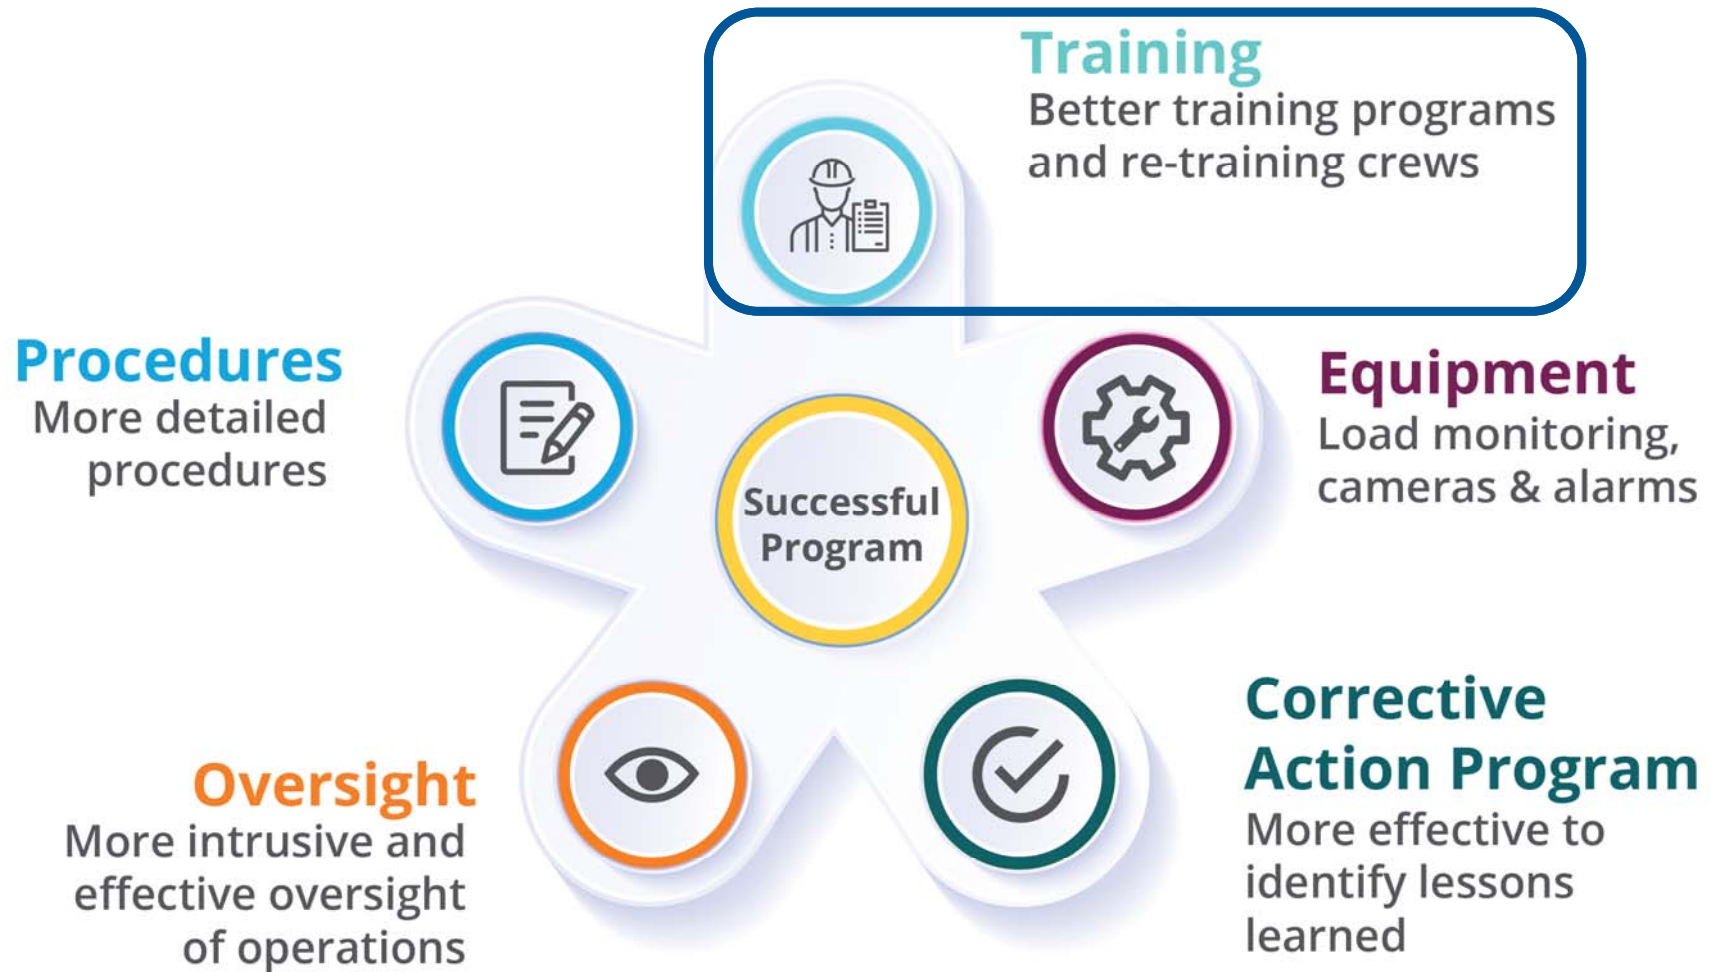 Training
Better training programs
and re-training crews
Procedures
More detailed
procedures
Equipment
Load monitoring,
cameras & alarms
Successful
Program
Oversight
More intrusive and
effective oversight
of operations
Corrective
Action Program
More effective to
identify lessons
learned